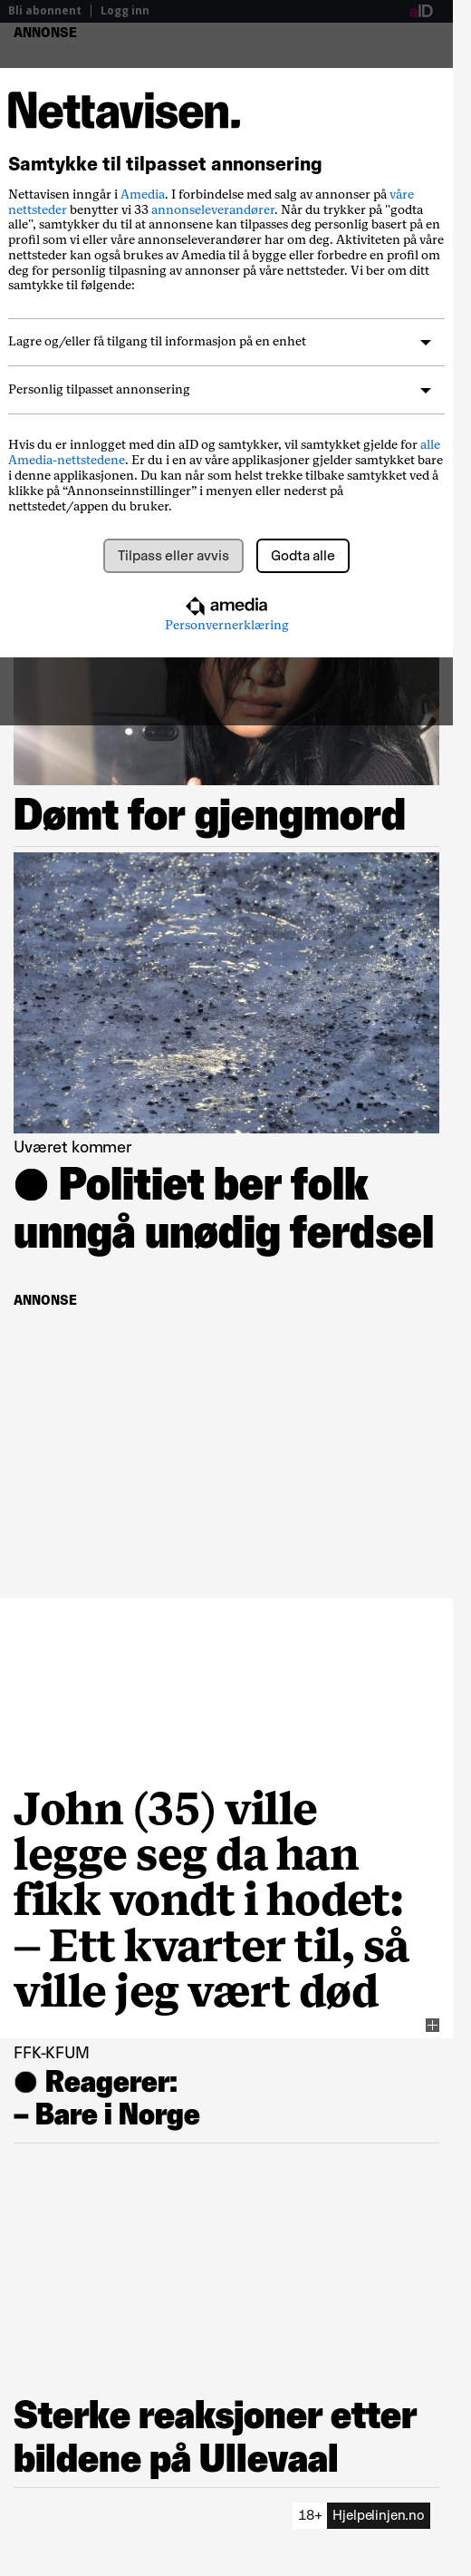 Bli abonnent | Logg inn
aID
ANNONSE
Nettavisen.
Samtykke til tilpasset annonsering
Nettavisen inngår i Amedia. I forbindelse med salg av annonser på våre
nettsteder benytter vi 33 annonseleverandører. Når du trykker på "godta
alle", samtykker du til at annonsene kan tilpasses deg personlig basert på en
profil som vi eller våre annonseleverandører har om deg. Aktiviteten på våre
nettsteder kan også brukes av Amedia til å bygge eller forbedre en profil om
deg for personlig tilpasning av annonser på våre nettsteder. Vi ber om ditt
samtykke til følgende:
Lagre og/eller få tilgang til informasjon på en enhet
Personlig tilpasset annonsering
Hvis du er innlogget med din aID og samtykker, vil samtykket gjelde for alle
Amedia-nettstedene. Er du i en av våre applikasjoner gjelder samtykket bare
i denne applikasjonen. Du kan når som helst trekke tilbake samtykket ved å
klikke på “Annonseinnstillinger” i menyen eller nederst på
nettstedet/appen du bruker.
Tilpass eller avvis Godta alle
amedia
Personvernerklæring
Dømt for gjengmord
Uværet kommer
● Politiet ber folk
unngå unødig ferdsel
ANNONSE
John (35) ville
legge seg da han
fikk vondt i hodet:
– Ett kvarter til, så
ville jeg vært død
FFK-KFUM
● Reagerer:
– Bare i Norge
Sterke reaksjoner etter
bildene på Ullevaal
18+ Hjelpelinjen.no